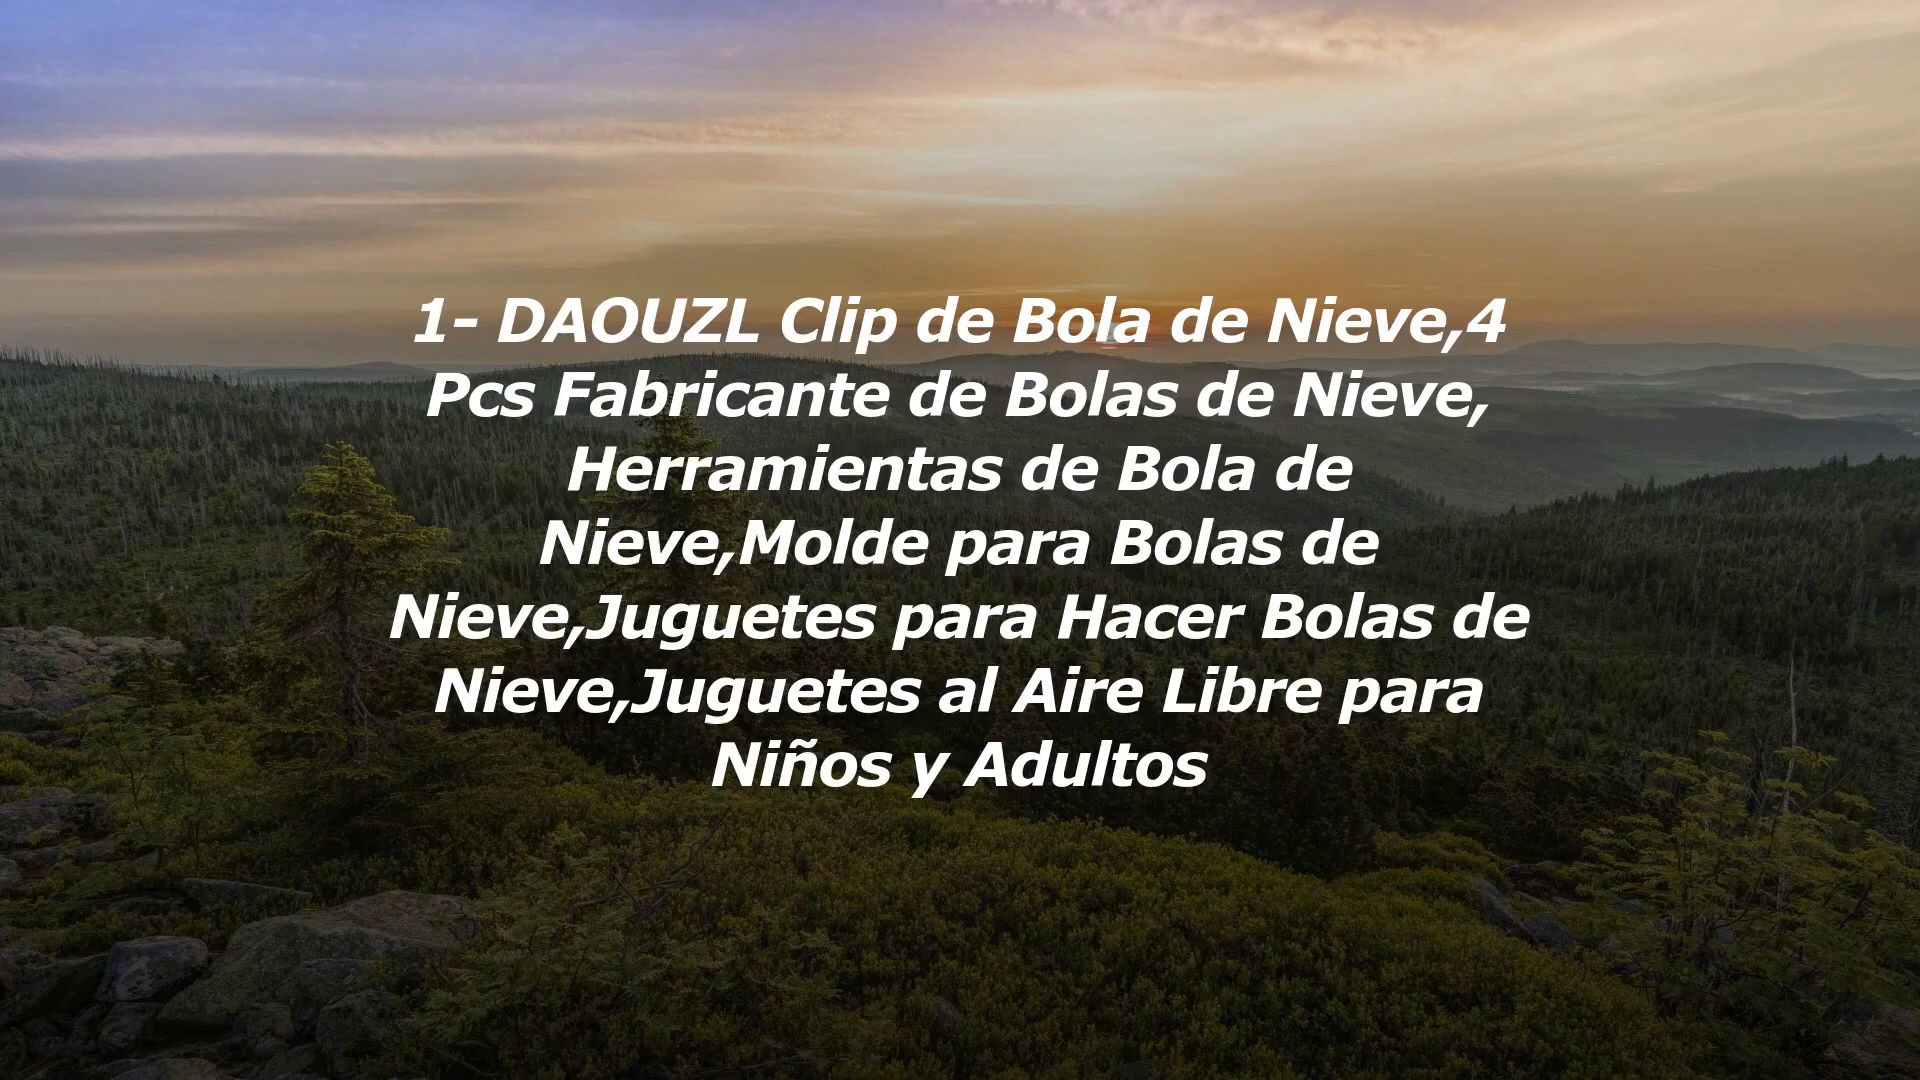 1- DAOUZL Clip de Bola de Nieve,4
Pcs Fabricante de Bolas de Nieve,
Herramientas de Bola de
Nieve,Molde para Bolas de
Nieve,Juguetes para Hacer Bolas de
Nieve,Juguetes al Aire Libre para
Niños y Adultos